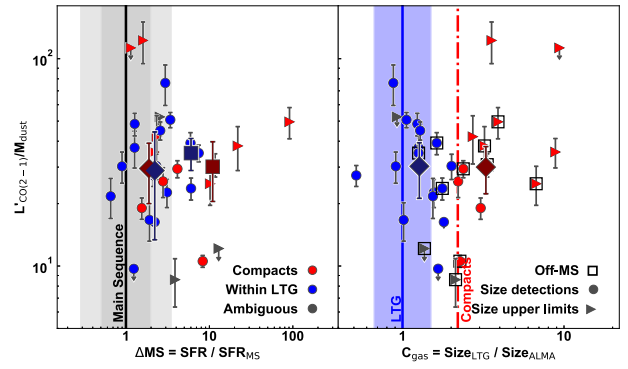 L'CO(2−1)/Mdust
10²
10¹
Main Sequence
Compacts
Within LTG
Ambiguous
1
10
100
ΔMS = SFR / SFRMS
LTG
Compacts
Off-MS
Size detections
Size upper limits
1
10
Cgas = SizeLTG / SizeALMA